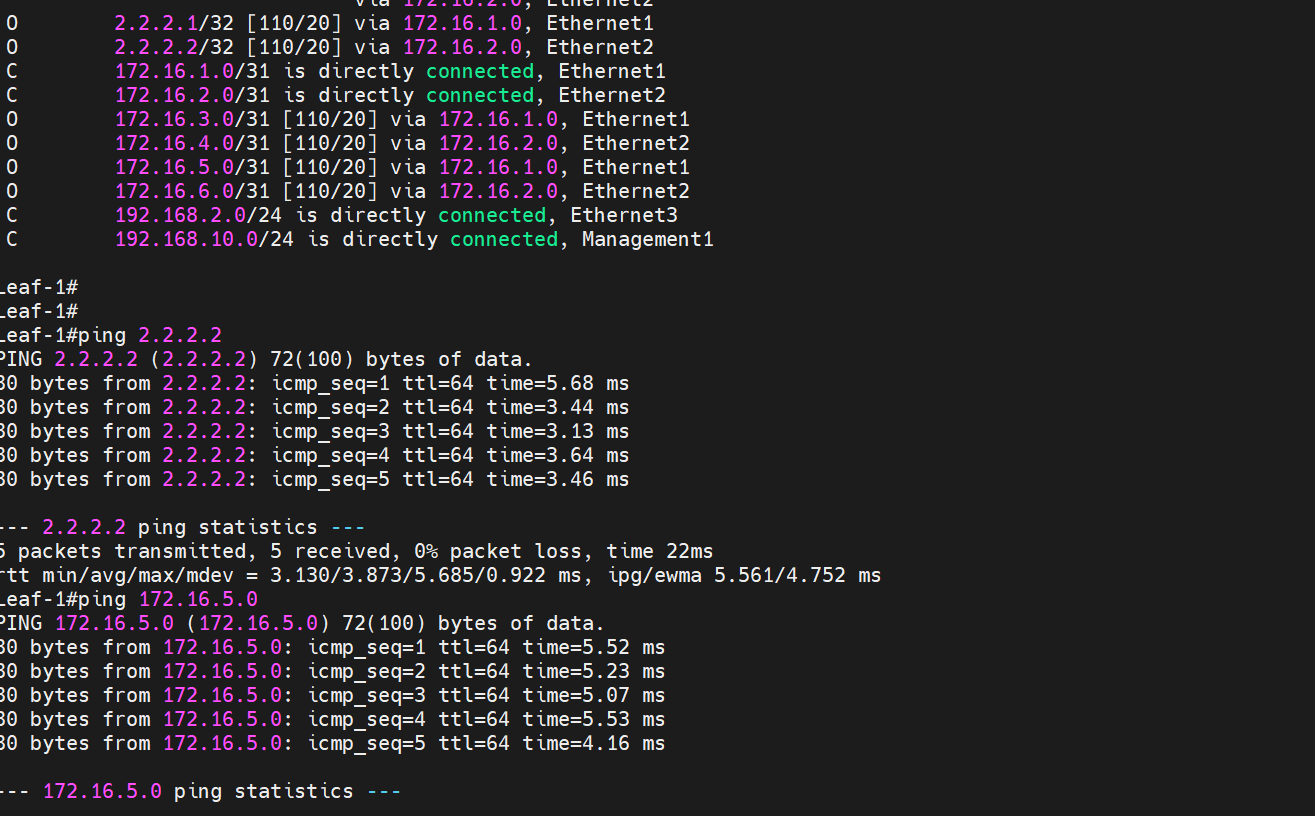 via 172.16.2.0, Ethernet2
O        2.2.2.1/32 [110/20] via 172.16.1.0, Ethernet1
O        2.2.2.2/32 [110/20] via 172.16.2.0, Ethernet2
C        172.16.1.0/31 is directly connected, Ethernet1
C        172.16.2.0/31 is directly connected, Ethernet2
O        172.16.3.0/31 [110/20] via 172.16.1.0, Ethernet1
O        172.16.4.0/31 [110/20] via 172.16.2.0, Ethernet2
O        172.16.5.0/31 [110/20] via 172.16.1.0, Ethernet1
O        172.16.6.0/31 [110/20] via 172.16.2.0, Ethernet2
C        192.168.2.0/24 is directly connected, Ethernet3
C        192.168.10.0/24 is directly connected, Management1
Leaf-1#
Leaf-1#
Leaf-1#ping 2.2.2.2
PING 2.2.2.2 (2.2.2.2) 72(100) bytes of data.
80 bytes from 2.2.2.2: icmp_seq=1 ttl=64 time=5.68 ms
80 bytes from 2.2.2.2: icmp_seq=2 ttl=64 time=3.44 ms
80 bytes from 2.2.2.2: icmp_seq=3 ttl=64 time=3.13 ms
80 bytes from 2.2.2.2: icmp_seq=4 ttl=64 time=3.64 ms
80 bytes from 2.2.2.2: icmp_seq=5 ttl=64 time=3.46 ms
--- 2.2.2.2 ping statistics ---
5 packets transmitted, 5 received, 0% packet loss, time 22ms
rtt min/avg/max/mdev = 3.130/3.873/5.685/0.922 ms, ipg/ewma 5.561/4.752 ms
Leaf-1#ping 172.16.5.0
PING 172.16.5.0 (172.16.5.0) 72(100) bytes of data.
80 bytes from 172.16.5.0: icmp_seq=1 ttl=64 time=5.52 ms
80 bytes from 172.16.5.0: icmp_seq=2 ttl=64 time=5.23 ms
80 bytes from 172.16.5.0: icmp_seq=3 ttl=64 time=5.07 ms
80 bytes from 172.16.5.0: icmp_seq=4 ttl=64 time=5.53 ms
80 bytes from 172.16.5.0: icmp_seq=5 ttl=64 time=4.16 ms
--- 172.16.5.0 ping statistics ---